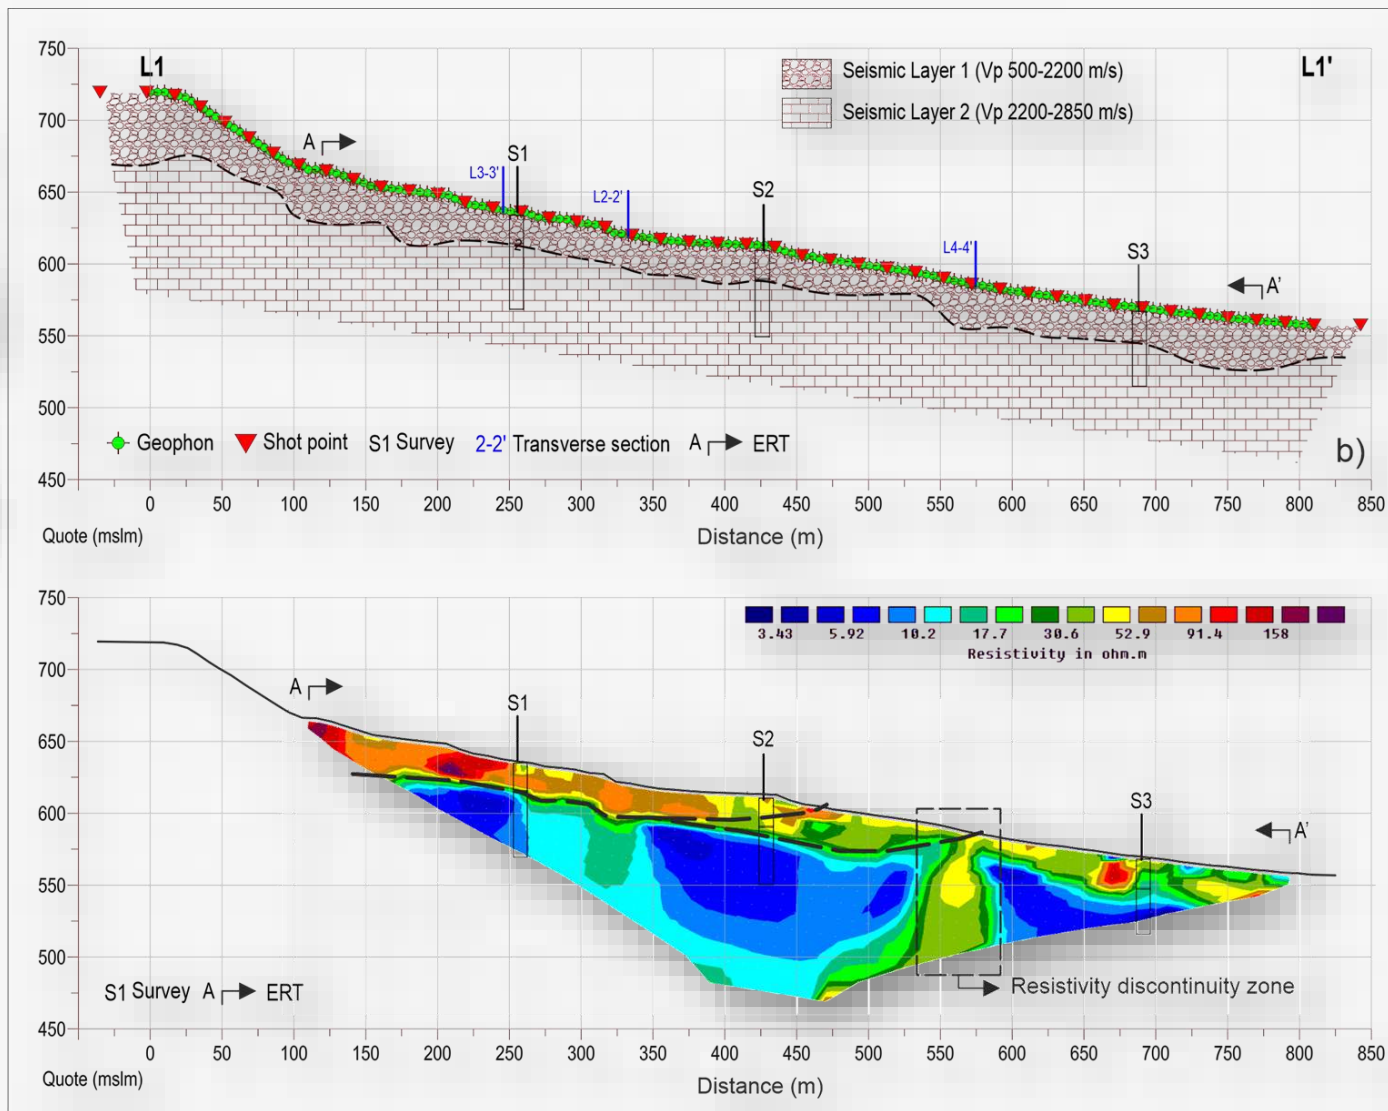 750
700
650
600
550
500
450
L1
L1'
Seismic Layer 1 (Vp 500-2200 m/s)
Seismic Layer 2 (Vp 2200-2850 m/s)
A
L3-3'
S1
L2-2'
S2
L4-4'
S3
A'
Geophon
Shot point
S1 Survey
2-2' Transverse section
A
ERT
b)
0 50 100 150 200 250 300 350 400 450 500 550 600 650 700 750 800 850
Quote (mslm)
Distance (m)
750
700
650
600
550
500
450
3.43 5.92 10.2 17.7 30.6 52.9 91.4 158
Resistivity in ohm.m
A
S1
S2
S3
A'
Resistivity discontinuity zone
S1 Survey A ERT
0 50 100 150 200 250 300 350 400 450 500 550 600 650 700 750 800 850
Quote (mslm)
Distance (m)